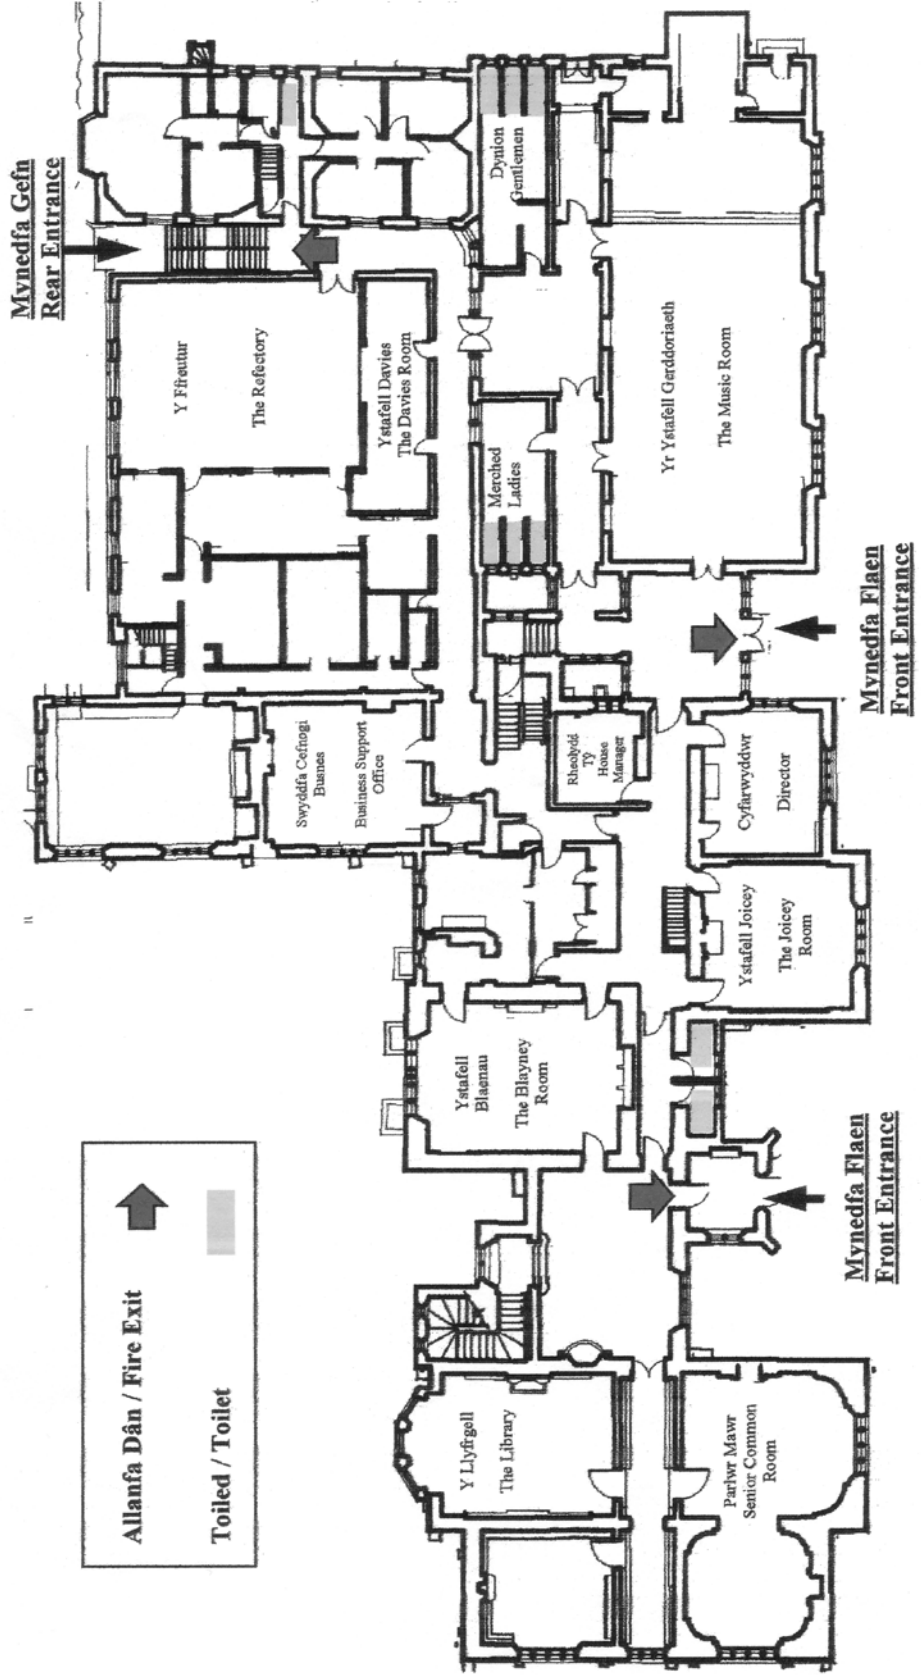 Allanfa Dân / Fire Exit
Toiled / Toilet
Mynedfa Gefn
Rear Entrance
Y Ffreutur
The Refectory
Ystafell Davies
The Davies Room
Dynion
Gentlemen
Merched
Ladies
Yr Ystafell Gerddoriaeth
The Music Room
Mynedfa Flaen
Front Entrance
Swyddfa Cefnogi
Busnes
Business Support
Office
Rheolydd
Tŷ
House
Manager
Cyfarwyddwr
Director
Ystafell Joicey
The Joicey
Room
Ystafell
Blaenau
The Blayney
Room
Mynedfa Flaen
Front Entrance
Y Llyfrgell
The Library
Parlwr Mawr
Senior Common
Room